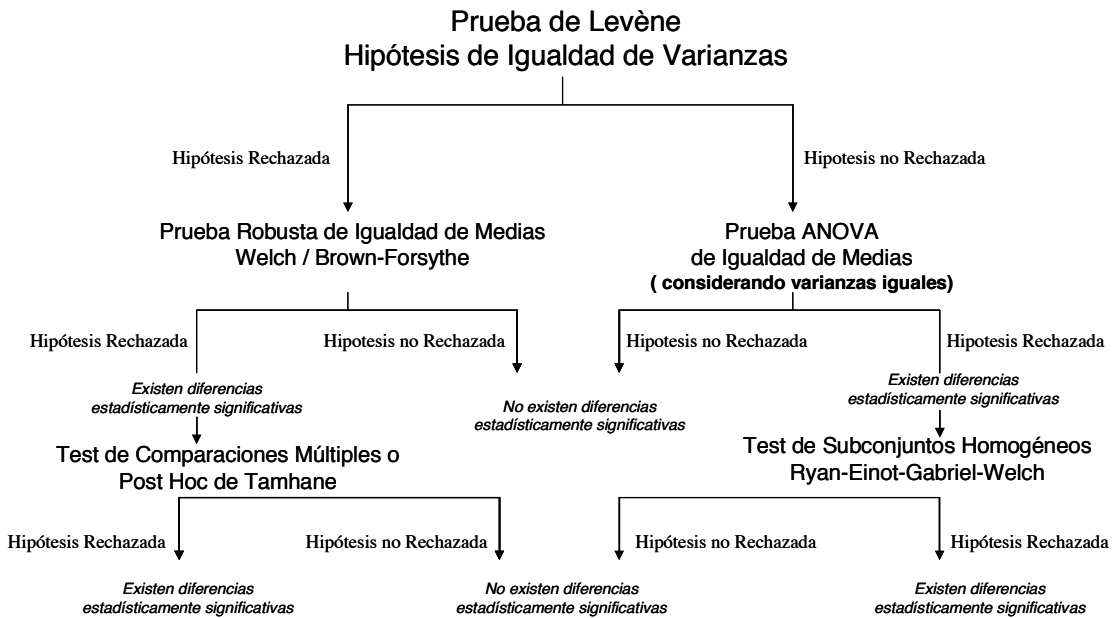 Prueba de Levène
Hipótesis de Igualdad de Varianzas
Hipótesis Rechazada
Hipotesis no Rechazada
Prueba Robusta de Igualdad de Medias
Welch / Brown-Forsythe
Prueba ANOVA
de Igualdad de Medias
( considerando varianzas iguales)
Hipótesis Rechazada
Hipotesis no Rechazada
Hipotesis no Rechazada
Hipótesis Rechazada
Existen diferencias
estadísticamente significativas
No existen diferencias
estadísticamente significativas
Existen diferencias
estadísticamente significativas
Test de Comparaciones Múltiples o
Post Hoc de Tamhane
Test de Subconjuntos Homogéneos
Ryan-Einot-Gabriel-Welch
Hipótesis Rechazada
Hipótesis no Rechazada
Hipótesis no Rechazada
Hipótesis Rechazada
Existen diferencias
estadísticamente significativas
No existen diferencias
estadísticamente significativas
Existen diferencias
estadísticamente significativas